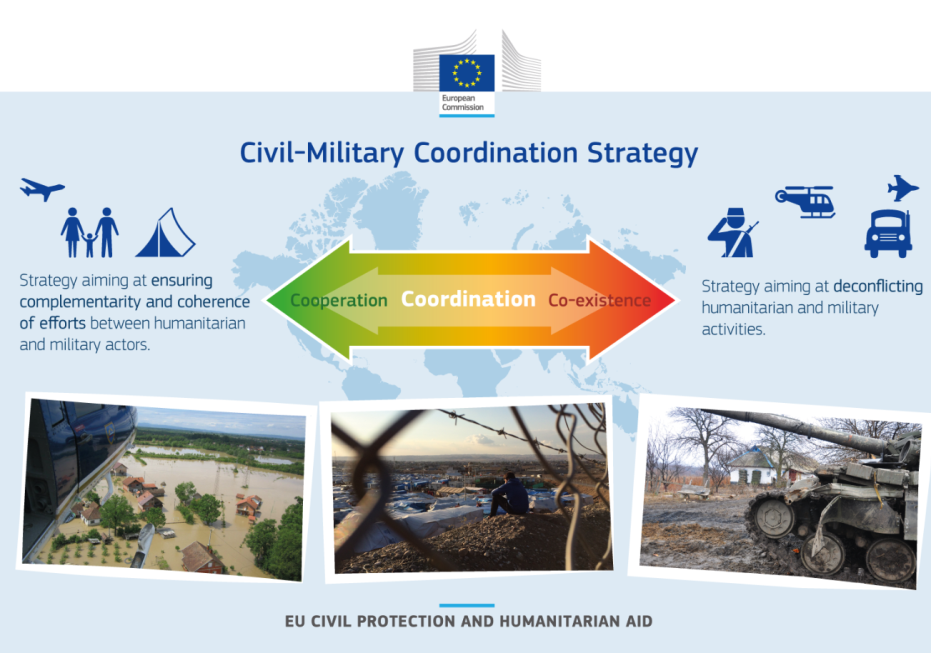 European
Commission
Civil-Military Coordination Strategy
Strategy aiming at ensuring
complementarity and coherence
of efforts between humanitarian
and military actors.
Cooperation Coordination Co-existence
Strategy aiming at deconflicting
humanitarian and military
activities.
EU CIVIL PROTECTION AND HUMANITARIAN AID